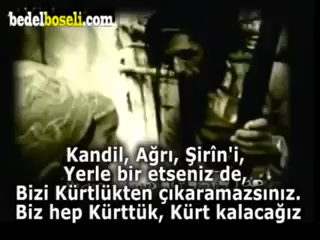 bedelboseli.com
Kandil, Ağrı, Şirîn'i,
Yerle bir etseniz de,
Bizi Kürtlükten çıkaramazsınız.
Biz hep Kürttük, Kürt kalacağız